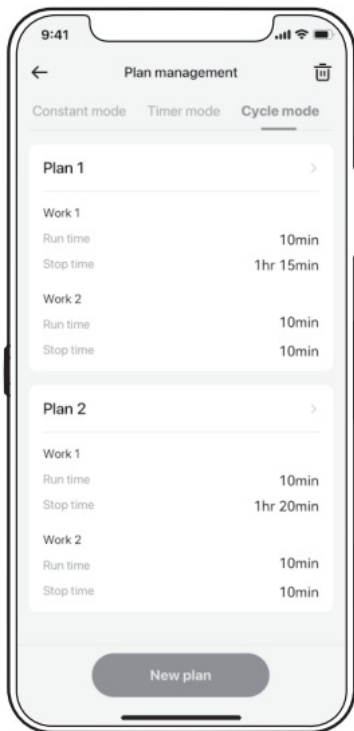 9:41
Plan management
Constant mode Timer mode Cycle mode
Plan 1
Work 1
Run time 10min
Stop time 1hr 15min
Work 2
Run time 10min
Stop time 10min
Plan 2
Work 1
Run time 10min
Stop time 1hr 20min
Work 2
Run time 10min
Stop time 10min
New plan